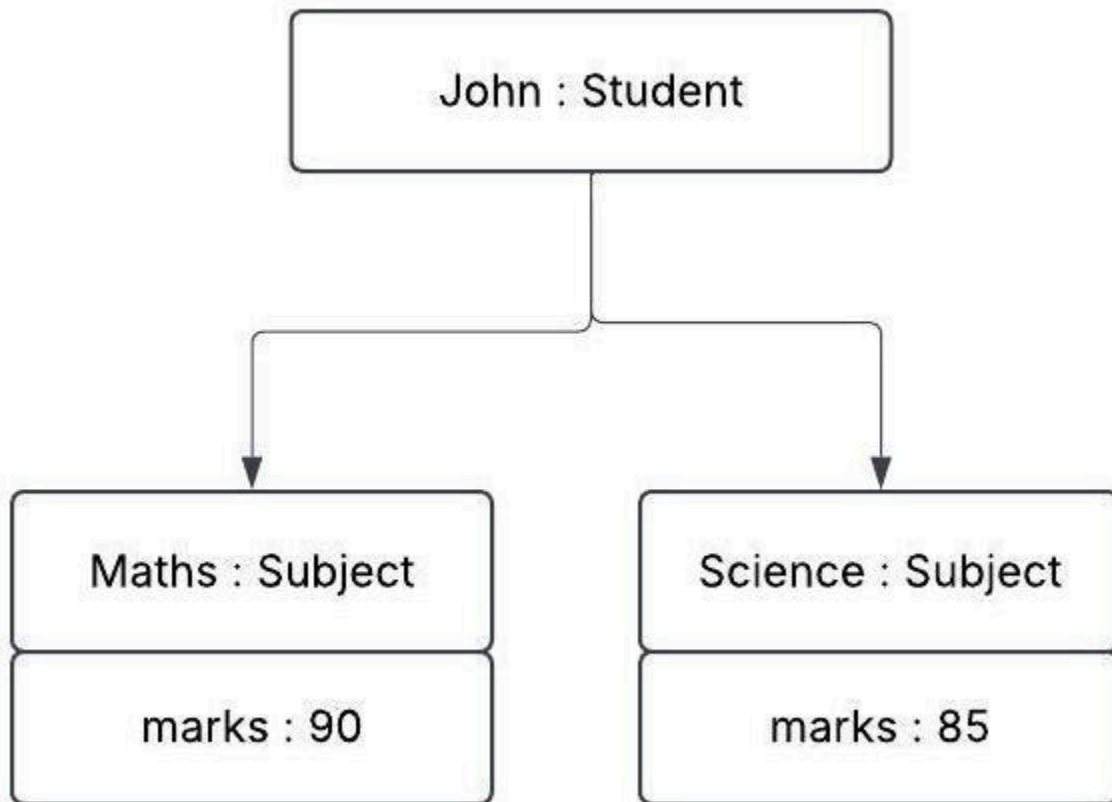 John : Student
Maths : Subject
Science : Subject
marks : 90
marks : 85